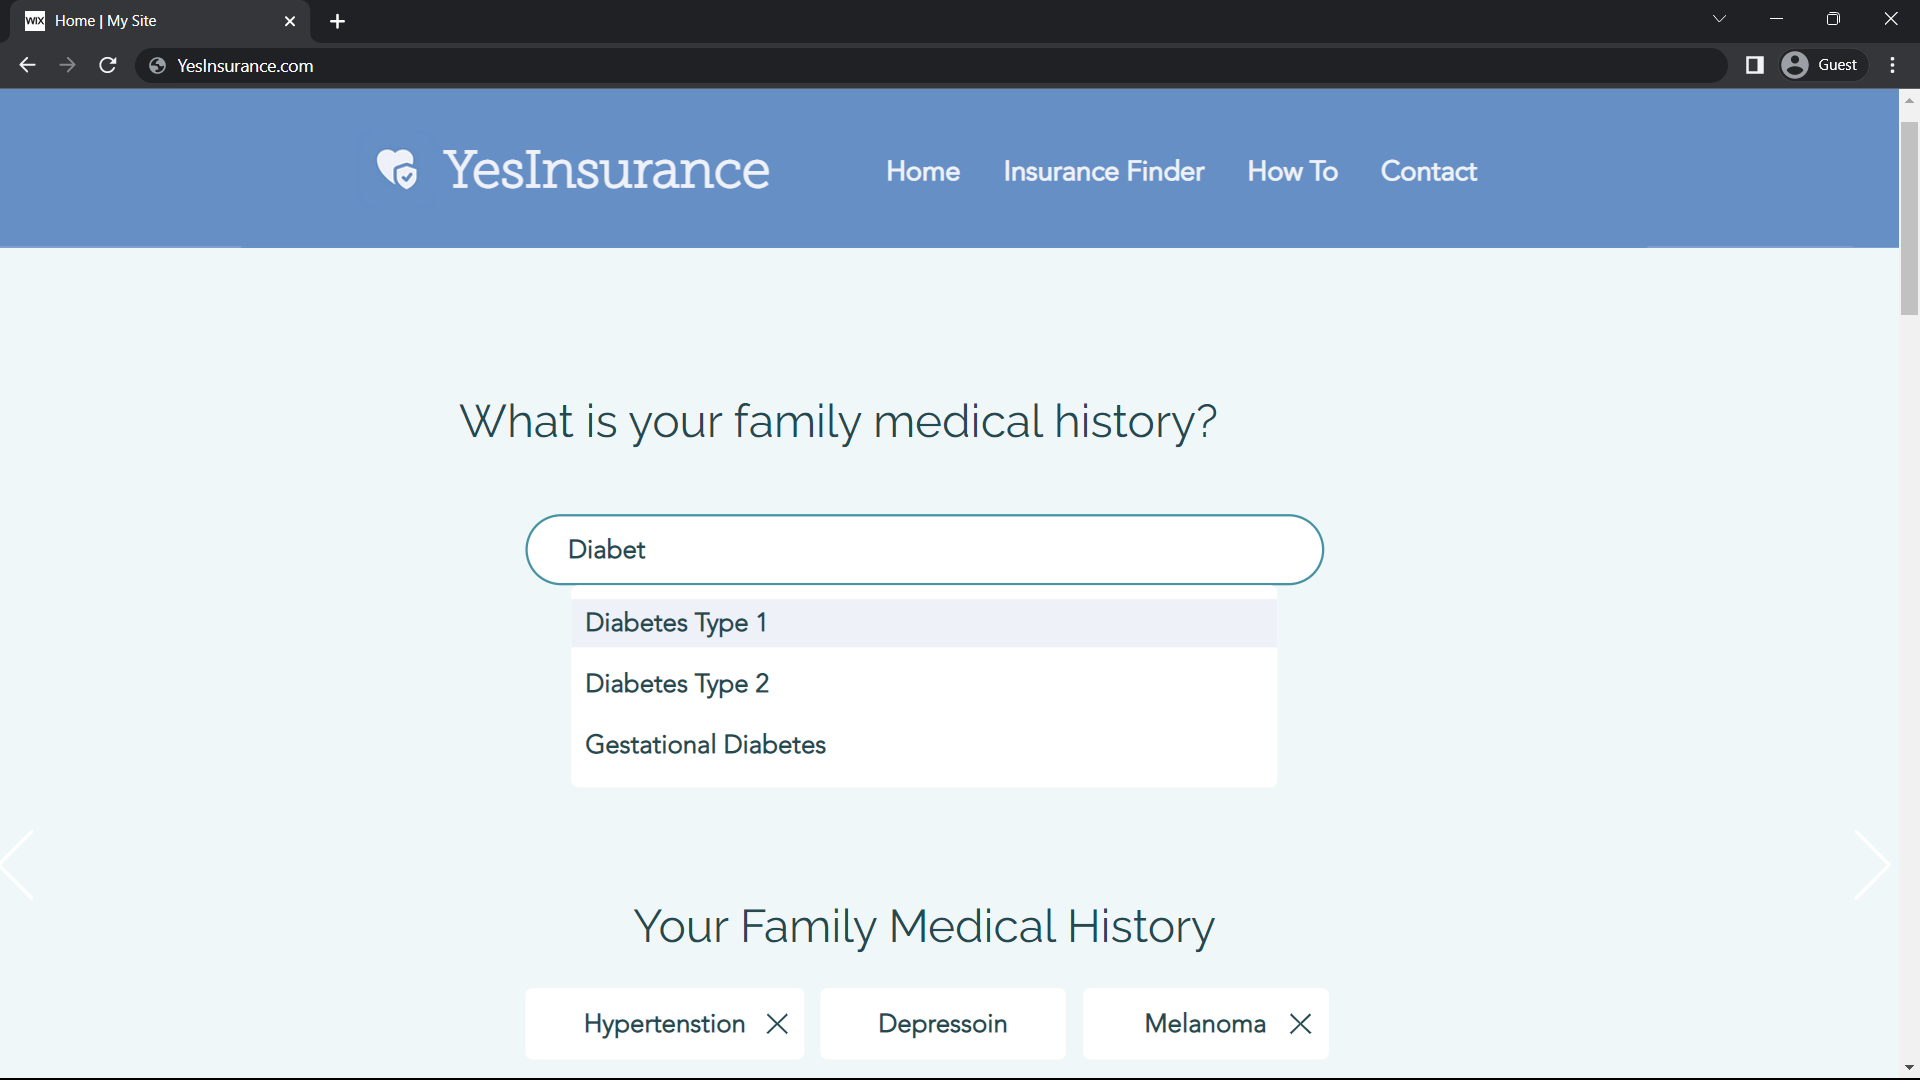 WIX Home | My Site
YesInsurance.com
Guest
YesInsurance Home Insurance Finder How To Contact
What is your family medical history?
Diabet
Diabetes Type 1
Diabetes Type 2
Gestational Diabetes
Your Family Medical History
Hypertenstion Depressoin Melanoma